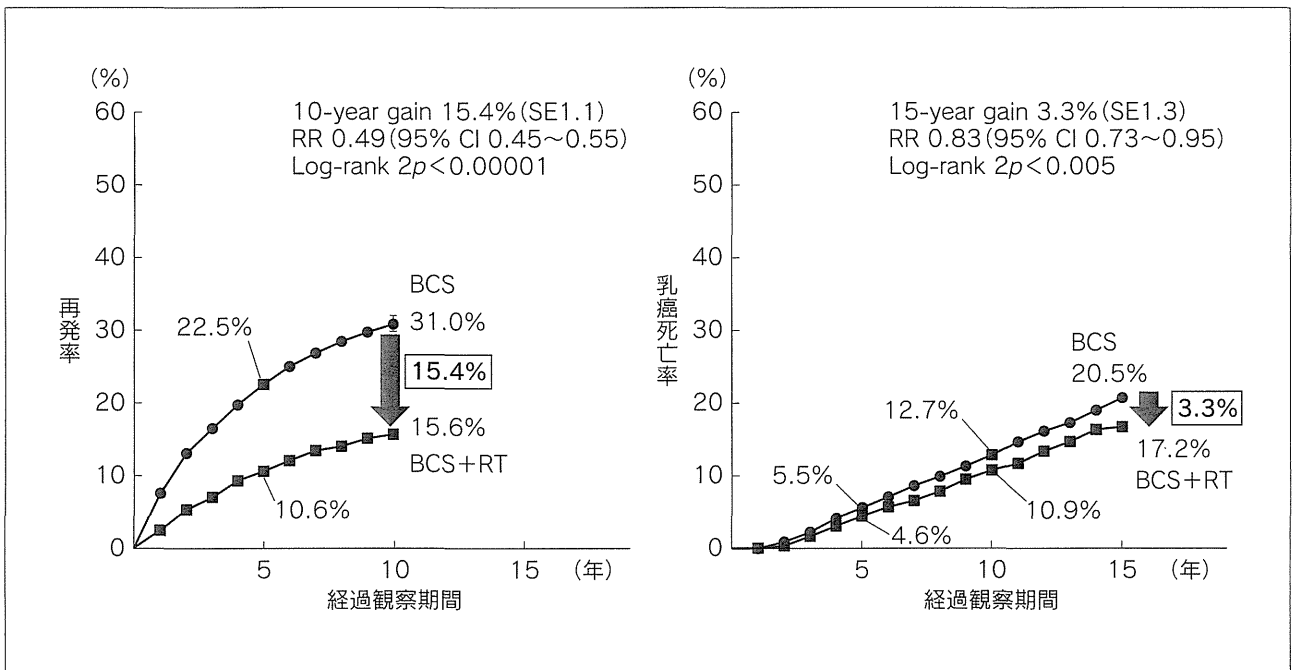 (%)
60
50
40
30
20
10
0
再発率
10-year gain 15.4%(SE1.1)
RR 0.49(95% CI 0.45～0.55)
Log-rank 2p＜0.00001
22.5%
BCS
31.0%
15.4%
15.6%
BCS+RT
10.6%
5
10
15
(年)
経過観察期間
(%)
60
50
40
30
20
10
0
乳癌死亡率
15-year gain 3.3%(SE1.3)
RR 0.83(95% CI 0.73～0.95)
Log-rank 2p＜0.005
BCS
20.5%
12.7%
3.3%
17.2%
BCS+RT
5.5%
10.9%
4.6%
5
10
15
(年)
経過観察期間